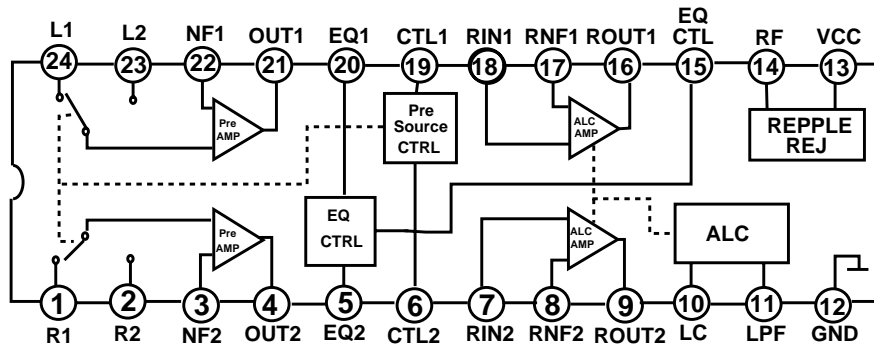 L1 L2 NF1 OUT1 EQ1 CTL1 RIN1 RNF1 ROUT1 EQ CTL RF VCC
24 23 22 21 20 19 18 17 16 15 14 13
Pre AMP
Pre Source CTRL
ALC AMP
REPPLE REJ
EQ CTRL
Pre AMP
ALC AMP
ALC
1 2 3 4 5 6 7 8 9 10 11 12
R1 R2 NF2 OUT2 EQ2 CTL2 RIN2 RNF2 ROUT2 LC LPF GND